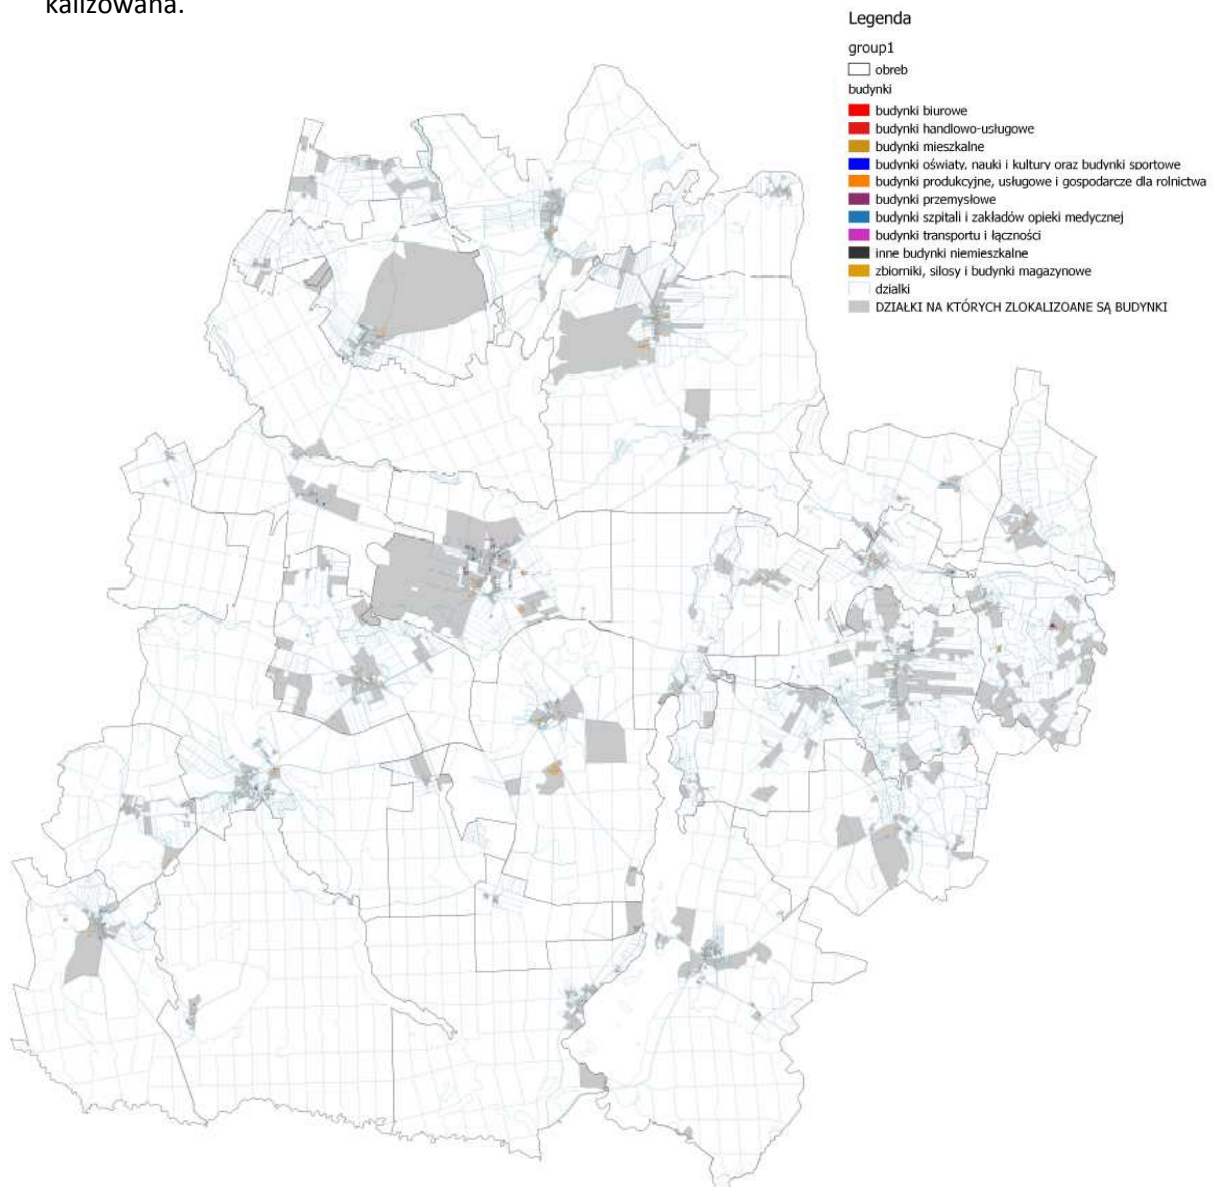 kalizowana.
Legenda
group1
obreb
budynki
budynki biurowe
budynki handlowo-usługowe
budynki mieszkalne
budynki oświaty, nauki i kultury oraz budynki sportowe
budynki produkcyjne, usługowe i gospodarcze dla rolnictwa
budynki przemysłowe
budynki szpitali i zakładów opieki medycznej
budynki transportu i łączności
inne budynki niemieszkalne
zbiorniki, silosy i budynki magazynowe
dzialki
DZIAŁKI NA KTÓRYCH ZLOKALIZOANE SĄ BUDYNKI